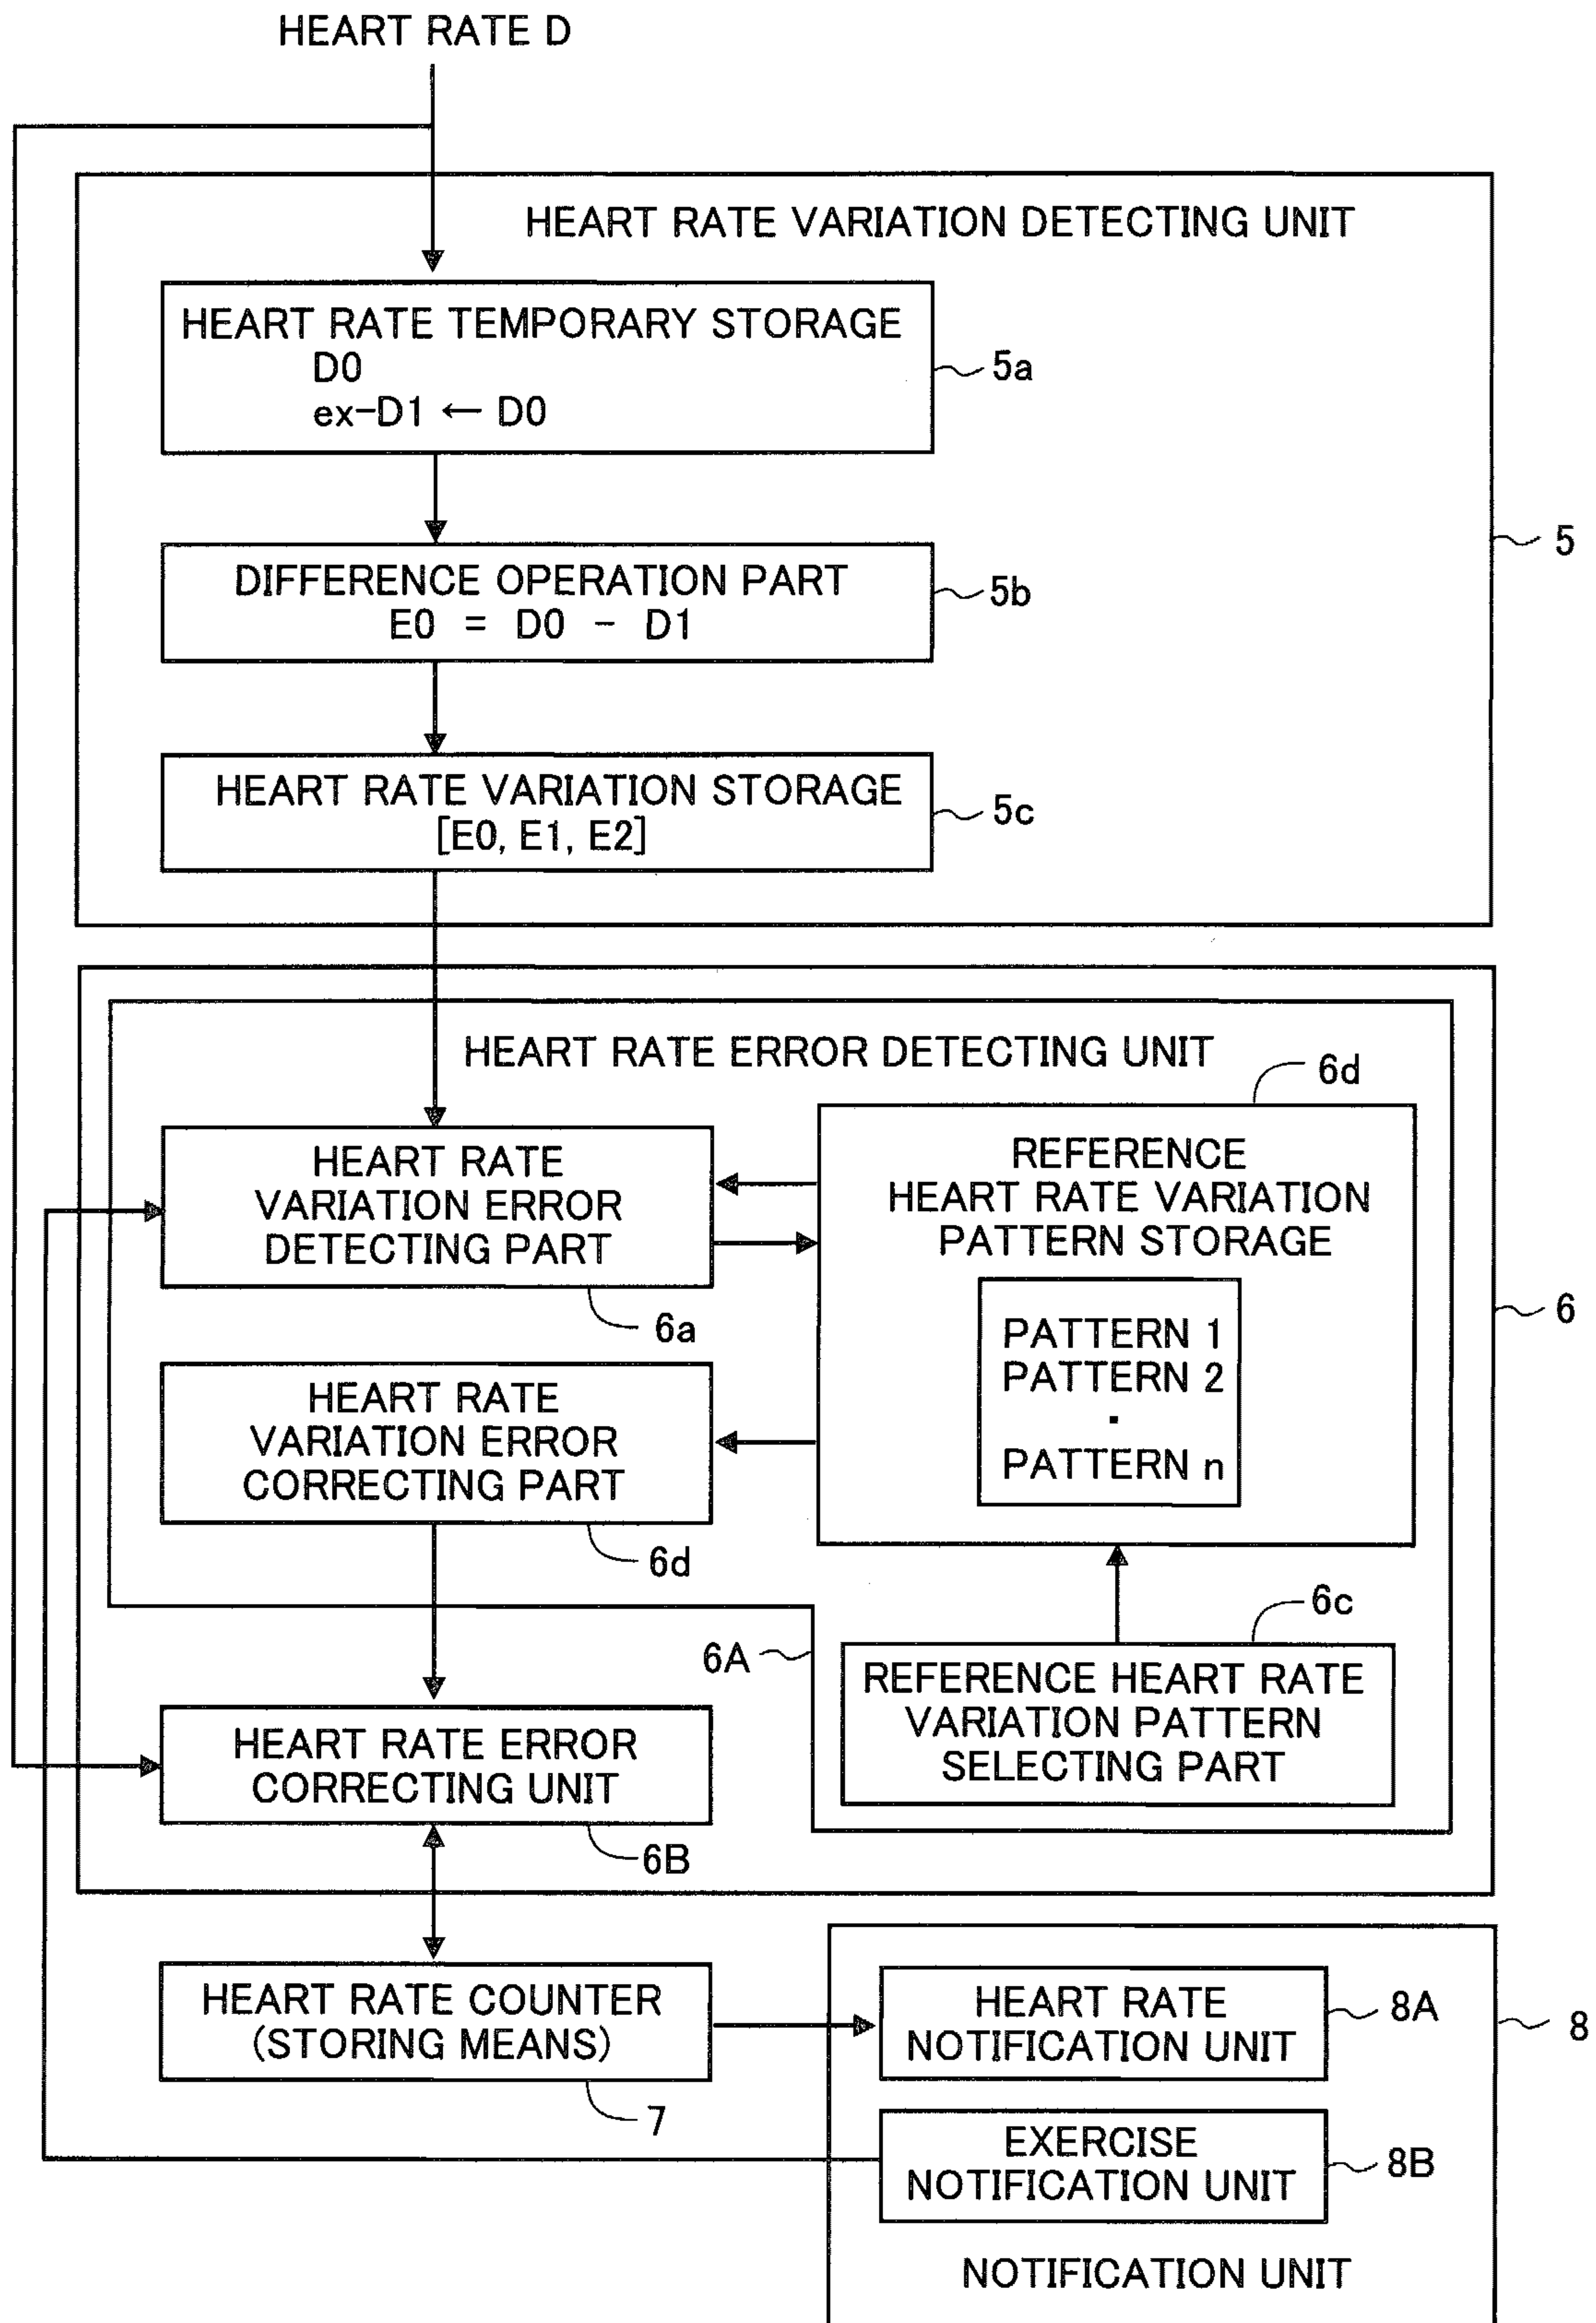 HEART RATE D
HEART RATE VARIATION DETECTING UNIT
HEART RATE TEMPORARY STORAGE
D0
ex-D1 ← D0
5a
5
DIFFERENCE OPERATION PART
E0 = D0 - D1
5b
HEART RATE VARIATION STORAGE
[E0, E1, E2]
5c
HEART RATE ERROR DETECTING UNIT
6d
HEART RATE
VARIATION ERROR
DETECTING PART
6a
REFERENCE
HEART RATE VARIATION
PATTERN STORAGE
PATTERN 1
PATTERN 2
.
PATTERN n
6
HEART RATE
VARIATION ERROR
CORRECTING PART
6d
6c
6A
REFERENCE HEART RATE
VARIATION PATTERN
SELECTING PART
HEART RATE ERROR
CORRECTING UNIT
6B
HEART RATE COUNTER
(STORING MEANS)
7
HEART RATE
NOTIFICATION UNIT
8A
8
EXERCISE
NOTIFICATION UNIT
8B
NOTIFICATION UNIT